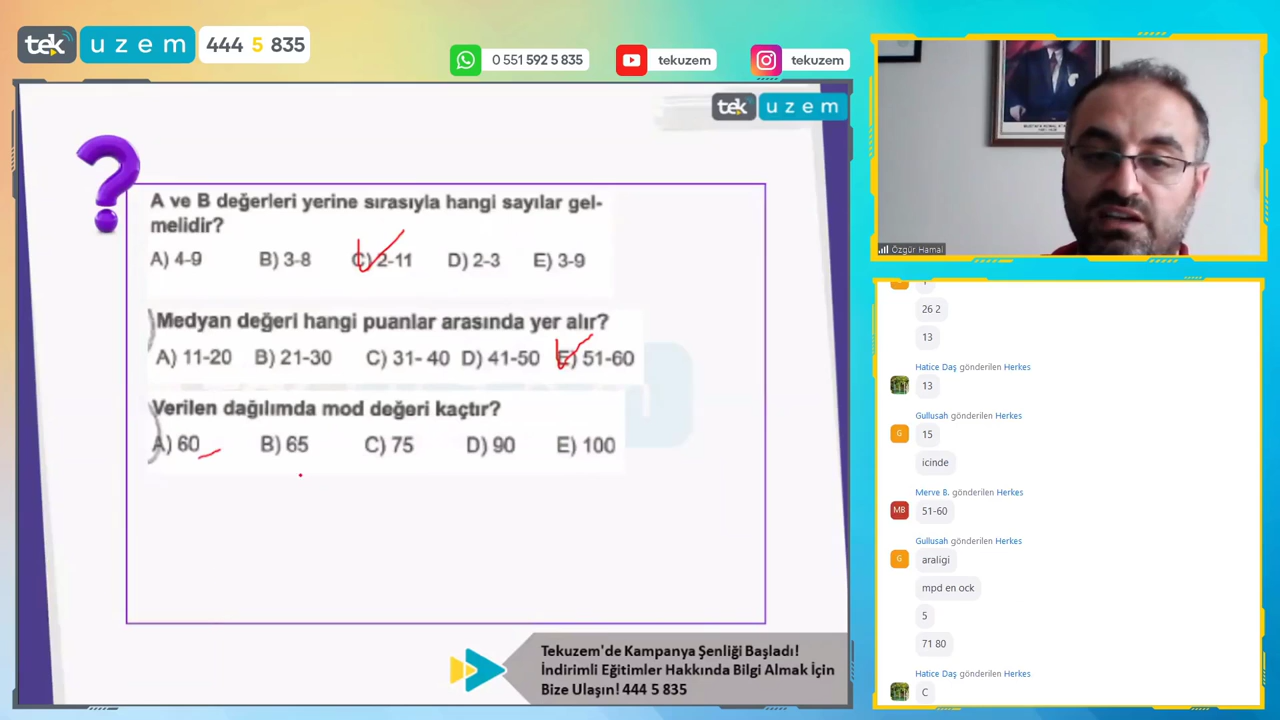 tek uzem 444 5 835
0 551 592 5 835
tekuzem
tekuzem
tek uzem
A ve B değerleri yerine sırasıyla hangi sayılar gel-
melidir?
A) 4-9 B) 3-8 C) 2-11 D) 2-3 E) 3-9
Medyan değeri hangi puanlar arasında yer alır?
A) 11-20 B) 21-30 C) 31- 40 D) 41-50 E) 51-60
Verilen dağılımda mod değeri kaçtır?
A) 60 B) 65 C) 75 D) 90 E) 100
Tekuzem'de Kampanya Şenliği Başladı!
İndirimli Eğitimler Hakkında Bilgi Almak İçin
Bize Ulaşın! 444 5 835
Özgür Hamal
26 2
13
Hatice Daş gönderilen Herkes
13
Gullusah gönderilen Herkes
G
15
icinde
Merve B. gönderilen Herkes
MB
51-60
Gullusah gönderilen Herkes
G
araligi
mpd en ock
5
71 80
Hatice Daş gönderilen Herkes
C